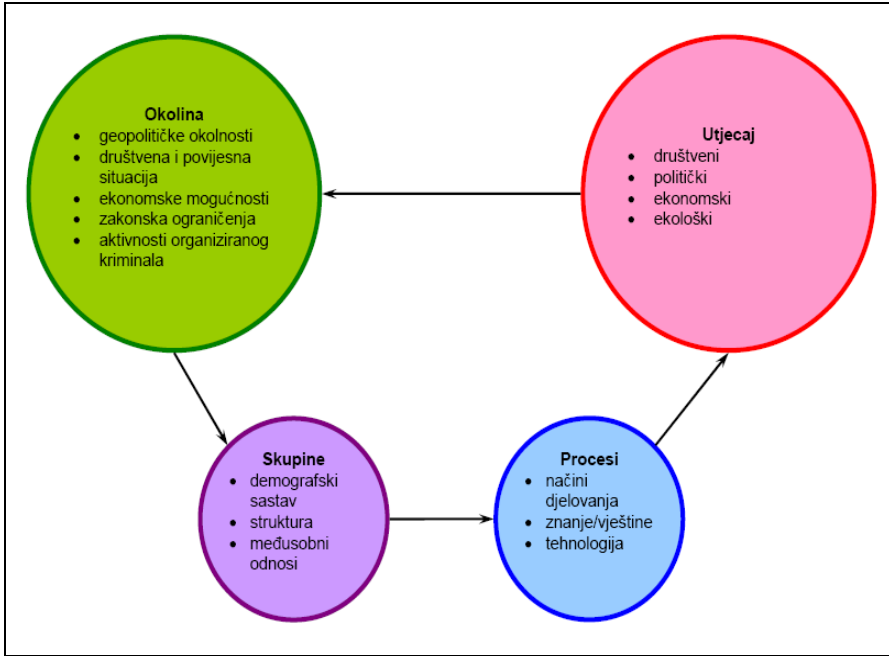 Okolina
• geopolitičke okolnosti
• društvena i povijesna
situacija
• ekonomske mogućnosti
• zakonska ograničenja
• aktivnosti organiziranog
kriminala
Utjecaj
• društveni
• politički
• ekonomski
• ekološki
Skupine
• demografski
sastav
• struktura
• međusobni
odnosi
Procesi
• načini
djelovanja
• znanje/vještine
• tehnologija